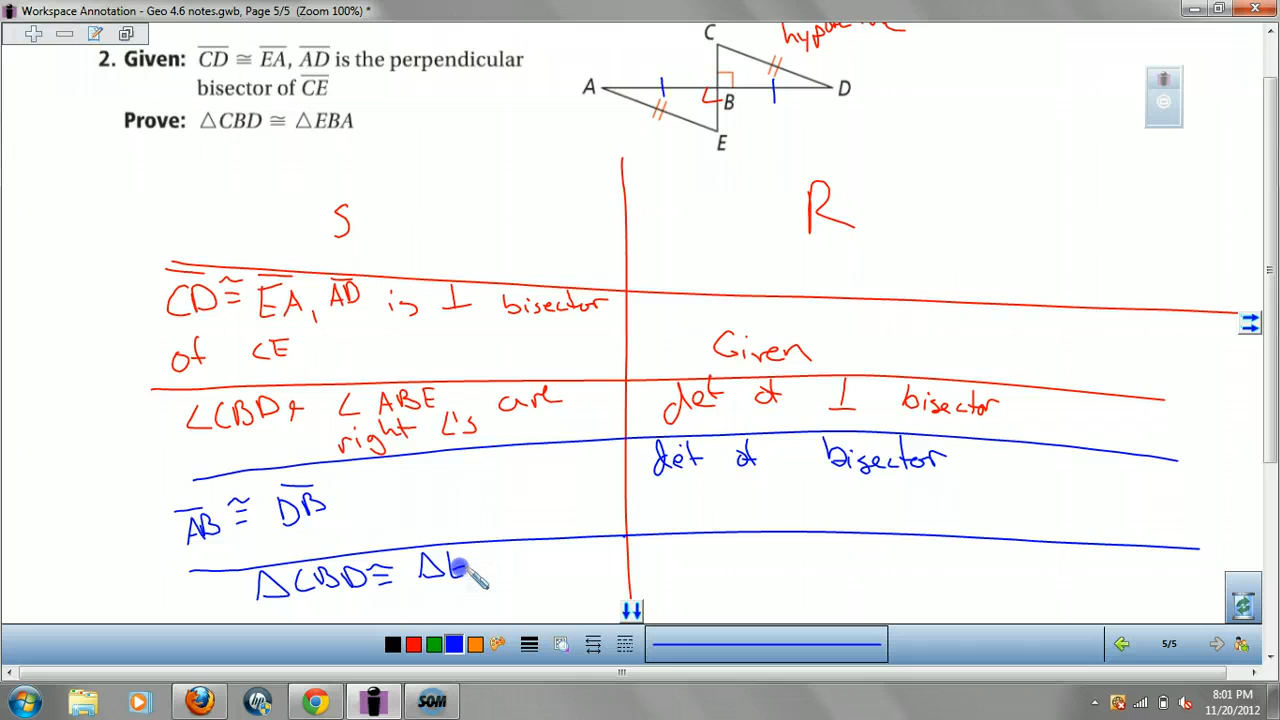 Workspace Annotation - Geo 4.6 notes.gwb, Page 5/5 (Zoom 100%) *
2. Given: CD ≅ EA, AD is the perpendicular
bisector of CE
Prove: △CBD ≅ △EBA
C
A
B
D
E
S
R
CD ≅ EA, AD is ⊥ bisector
of CE
Given
∠CBD + ∠ABE are
right ∠'s
def of ⊥ bisector
AB ≅ DB
def of bisector
△CBD ≅ △E
5/5
SOM
8:01 PM
11/20/2012